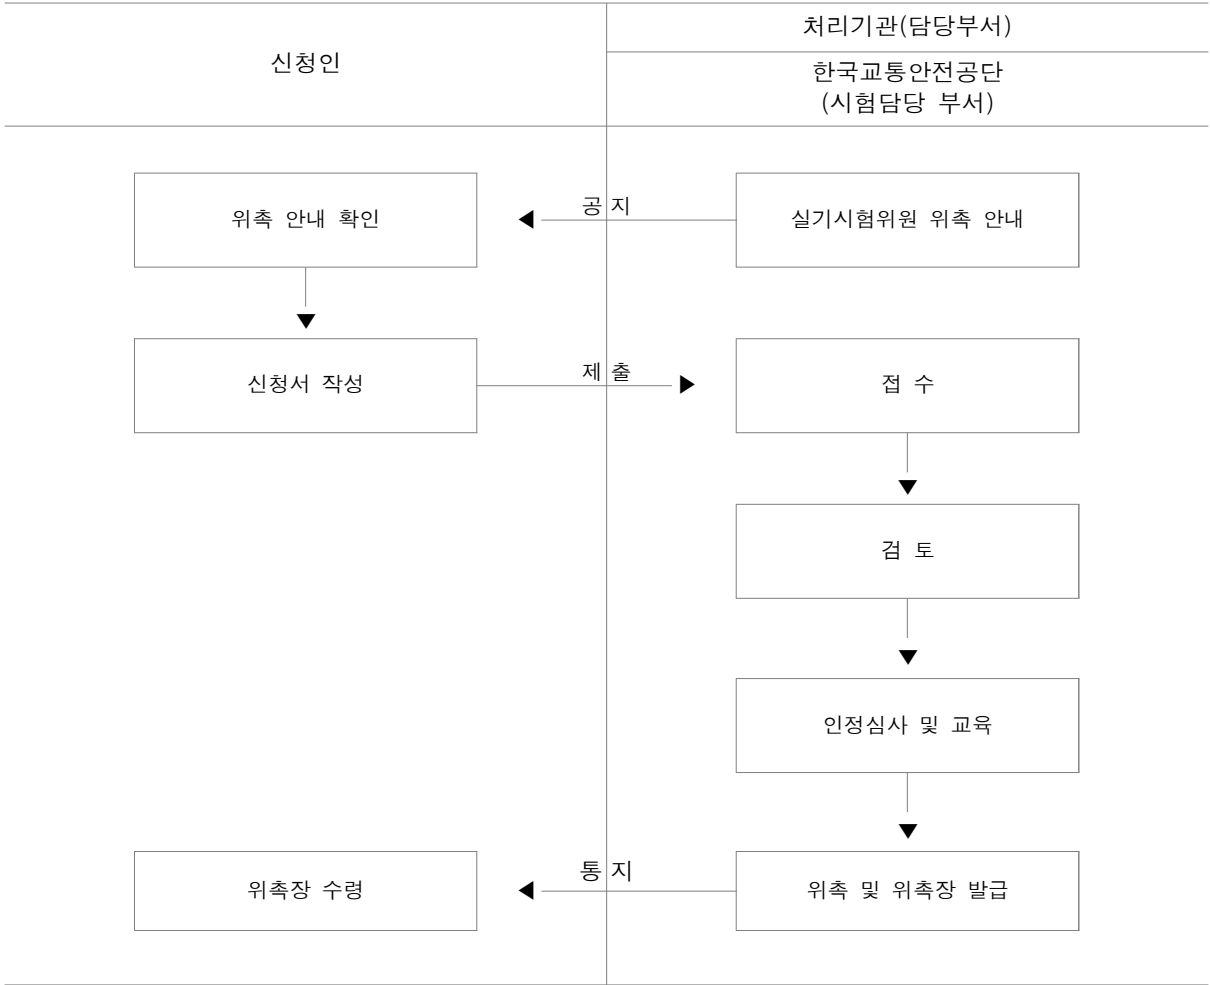 신청인
처리기관(담당부서)
한국교통안전공단
(시험담당 부서)
위촉 안내 확인
공 지
실기시험위원 위촉 안내
신청서 작성
제 출
접 수
검 토
인정심사 및 교육
위촉장 수령
통 지
위촉 및 위촉장 발급